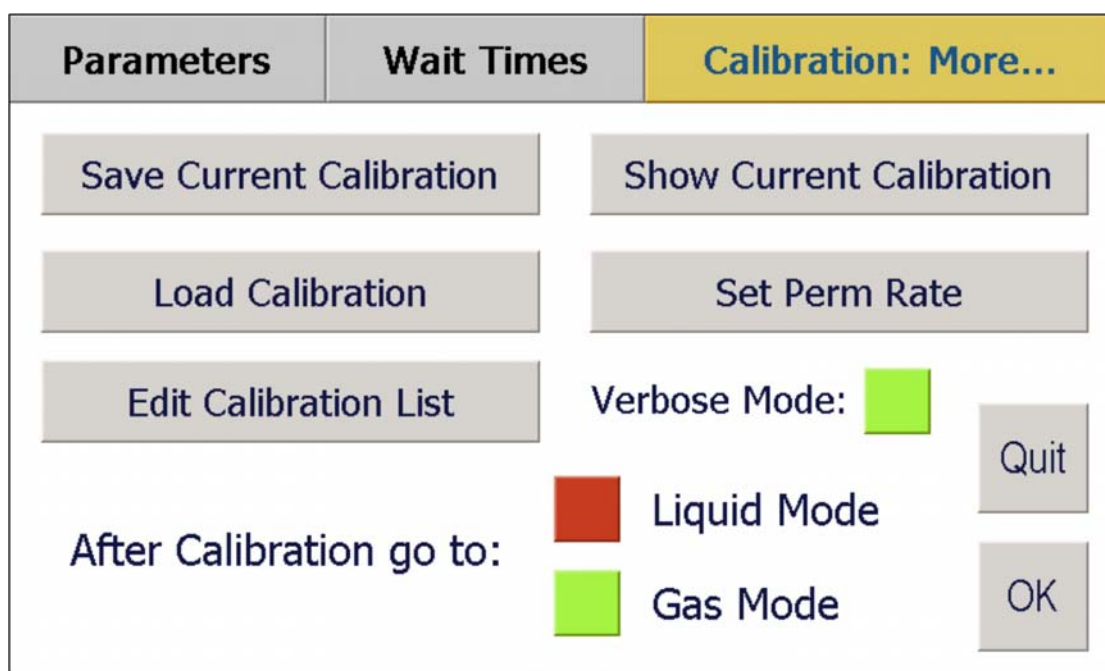 Parameters
Wait Times
Calibration: More...
Save Current Calibration
Show Current Calibration
Load Calibration
Set Perm Rate
Edit Calibration List
Verbose Mode:
Quit
Liquid Mode
After Calibration go to:
Gas Mode
OK